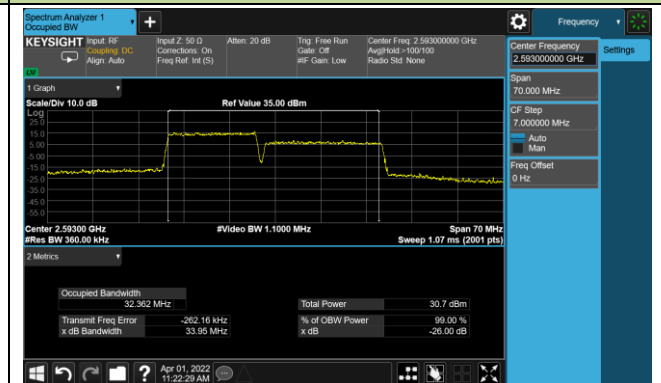 Spectrum Analyzer 1
Occupied BW
Frequency
KEYSIGHT
Input: RF
Coupling: DC
Align: Auto
Input Z: 50 Ω
Corrections: On
Freq Ref: Int (S)
Atten: 20 dB
Trig: Free Run
Gate: Off
#IF Gain: Low
Center Freq: 2.593000000 GHz
Avg|Hold:>100/100
Radio Std: None
Center Frequency
2.593000000 GHz
Settings
Span
70.000 MHz
CF Step
7.000000 MHz
Auto
Man
Freq Offset
0 Hz
1 Graph
Scale/Div 10.0 dB
Ref Value 35.00 dBm
Log
25.0
15.0
5.00
-5.00
-15.0
-25.0
-35.0
-45.0
-55.0
Center 2.59300 GHz
#Video BW 1.1000 MHz
Span 70 MHz
#Res BW 360.00 kHz
Sweep 1.07 ms (2001 pts)
2 Metrics
Occupied Bandwidth
32.362 MHz
Total Power 30.7 dBm
Transmit Freq Error -262.16 kHz
% of OBW Power 99.00 %
x dB Bandwidth 33.95 MHz
x dB -26.00 dB
Apr 01, 2022
11:22:29 AM